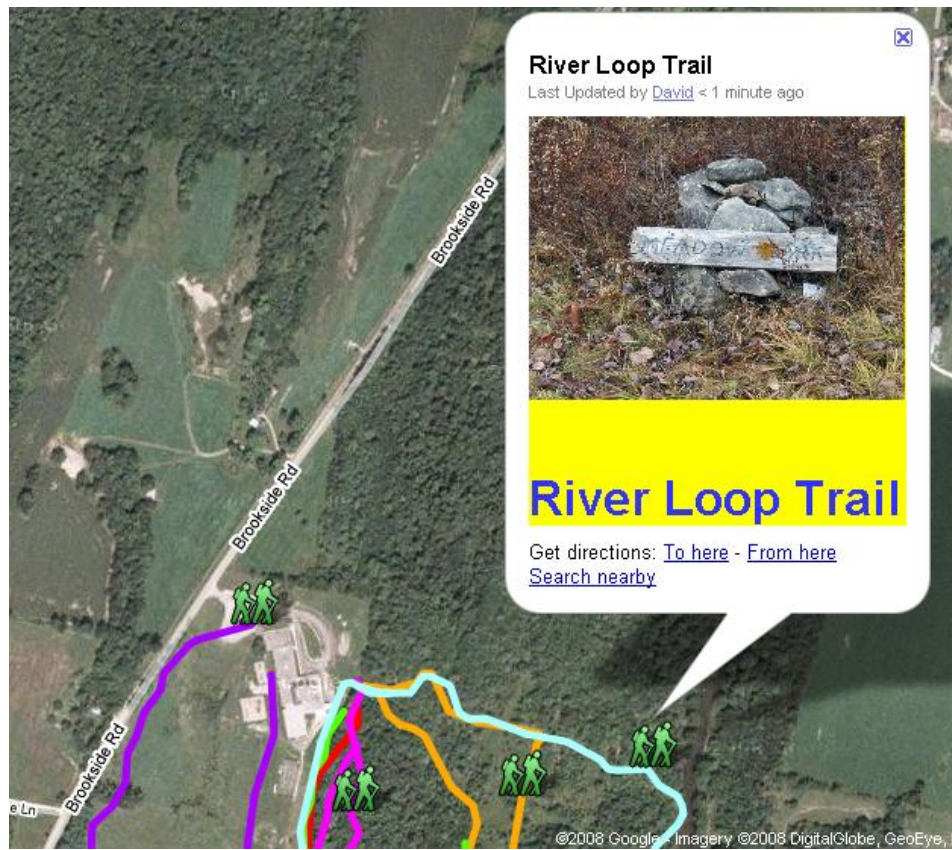 River Loop Trail
Last Updated by David < 1 minute ago
MEADOW
River Loop Trail
Get directions: To here - From here
Search nearby
Brookside Rd
Brookside Rd
Brookside Rd
e Ln
©2008 Google - Imagery ©2008 DigitalGlobe, GeoEye